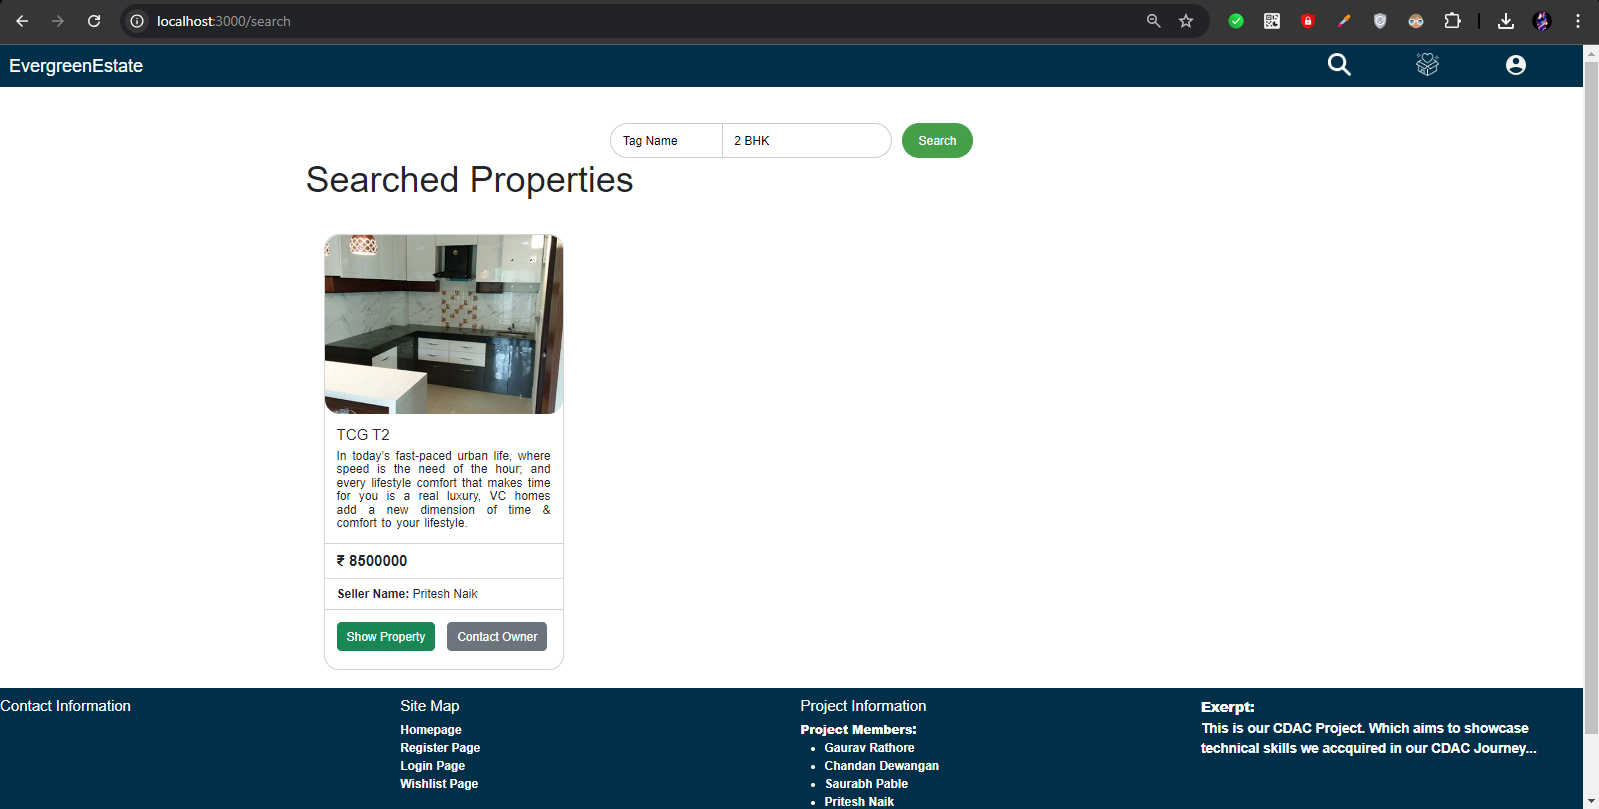 localhost:3000/search
EvergreenEstate
Tag Name
2 BHK
Search
Searched Properties
TCG T2
In today's fast-paced urban life, where
speed is the need of the hour; and
every lifestyle comfort that makes time
for you is a real luxury, VC homes
add a new dimension of time &
comfort to your lifestyle.
₹ 8500000
Seller Name: Pritesh Naik
Show Property
Contact Owner
Contact Information
Site Map
Homepage
Register Page
Login Page
Wishlist Page
Project Information
Project Members:
Gaurav Rathore
Chandan Dewangan
Saurabh Pable
Pritesh Naik
Exerpt:
This is our CDAC Project. Which aims to showcase
technical skills we accquired in our CDAC Journey...